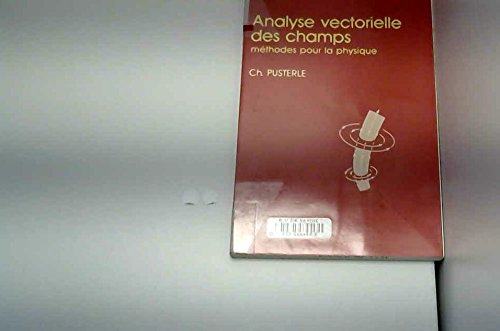 Analyse vectorielle
des champs
méthodes pour la physique
Ch. PUSTERLE